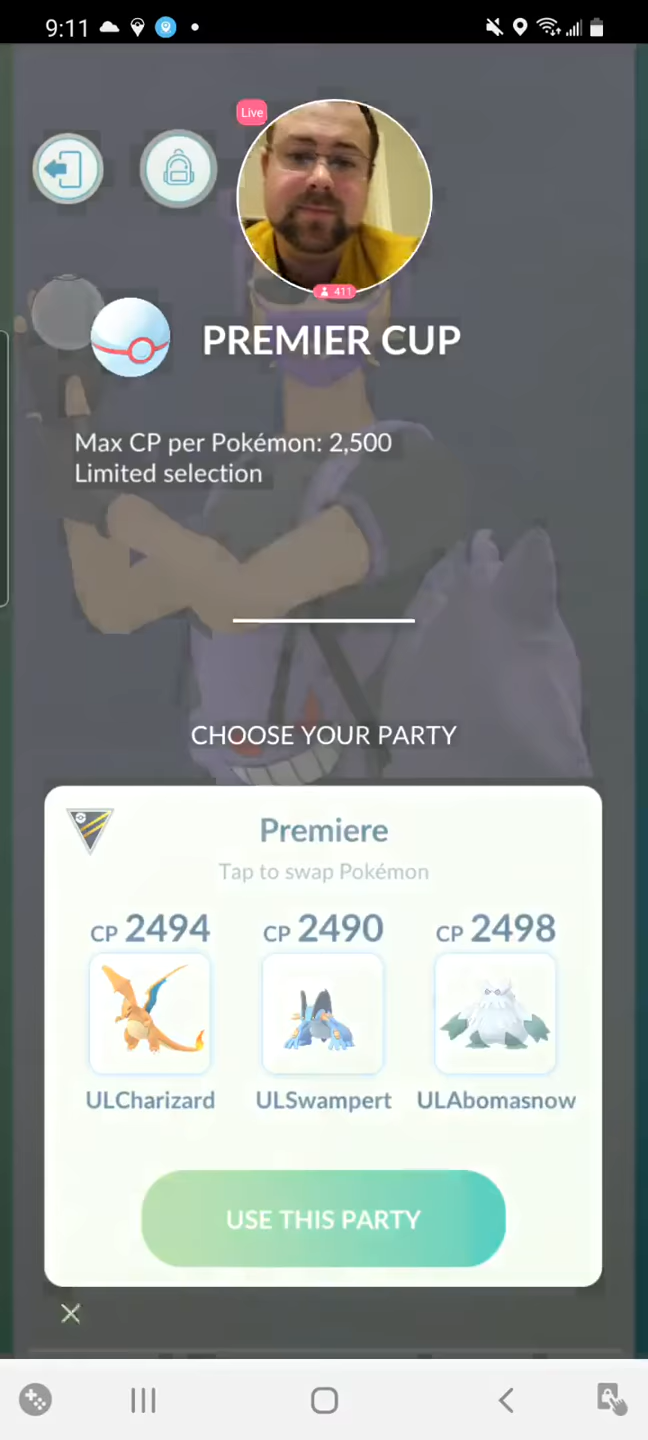 9:11
Live
411
PREMIER CUP
Max CP per Pokémon: 2,500
Limited selection
CHOOSE YOUR PARTY
Premiere
Tap to swap Pokémon
CP 2494 CP 2490 CP 2498
ULCharizard ULSwampert ULAbomasnow
USE THIS PARTY